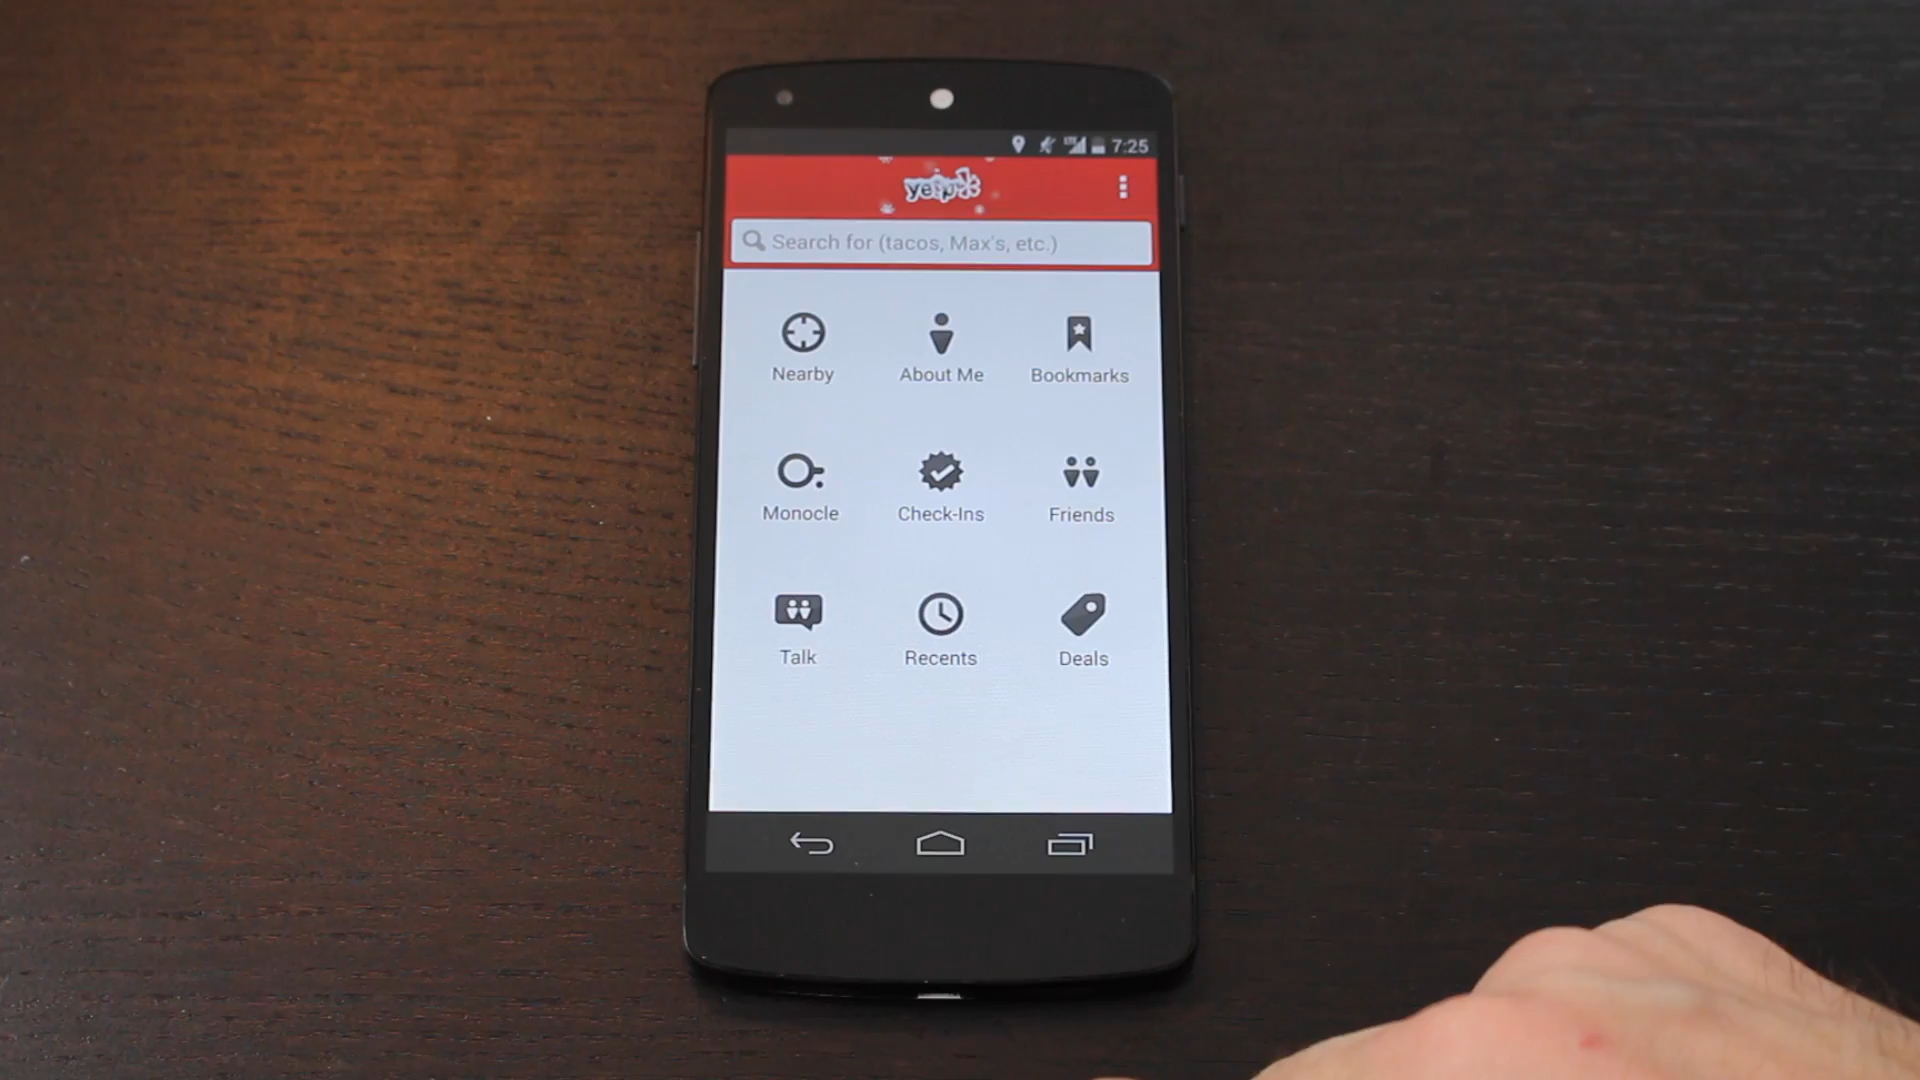 LTE 7:25
yelp
Search for (tacos, Max's, etc.)
Nearby About Me Bookmarks
Monocle Check-Ins Friends
Talk Recents Deals